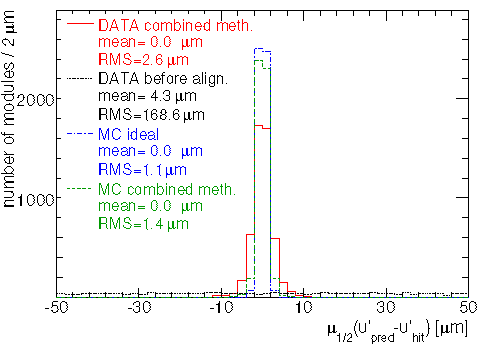 number of modules / 2 μm
DATA combined meth.
mean= 0.0 μm
RMS=2.6 μm
DATA before align.
mean= 4.3 μm
RMS=168.6 μm
MC ideal
mean= 0.0 μm
RMS=1.1μm
MC combined meth.
mean= 0.0 μm
RMS=1.4 μm
2000
1000
-50 -30 -10 10 30 50
μ1/2(u'pred-u'hit) [μm]